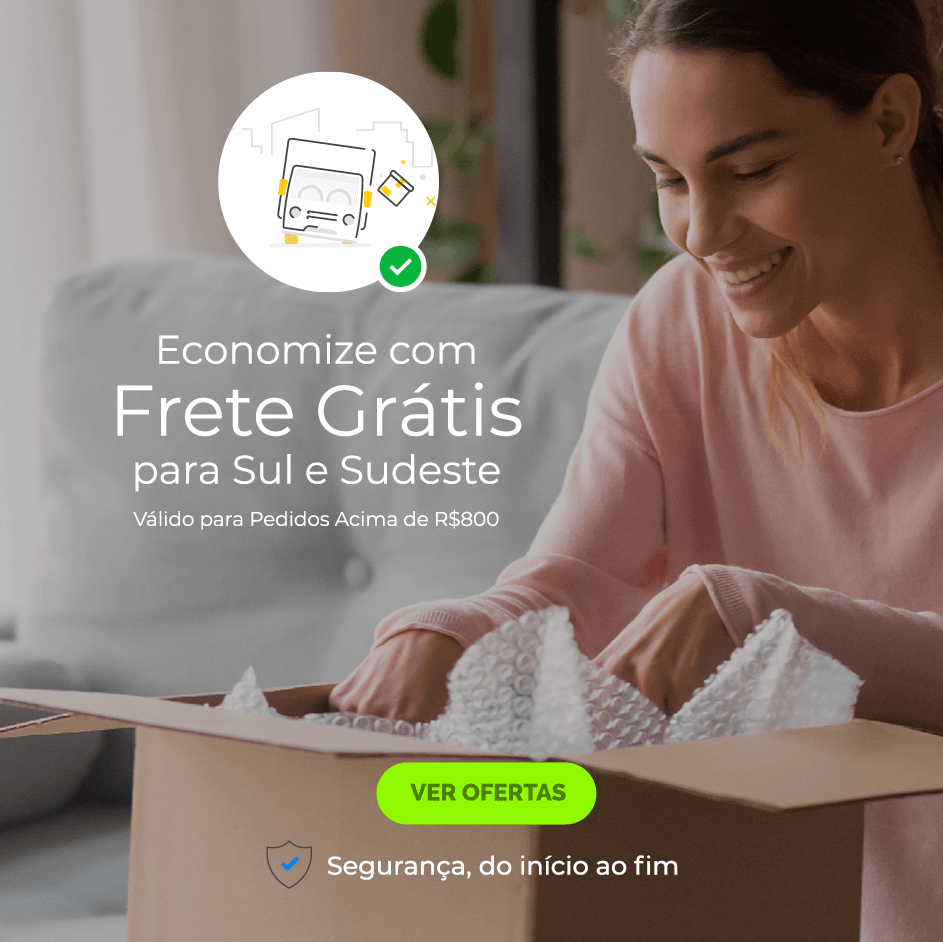 Economize com
Frete Grátis
para Sul e Sudeste
Válido para Pedidos Acima de R$800
VER OFERTAS
Segurança, do início ao fim